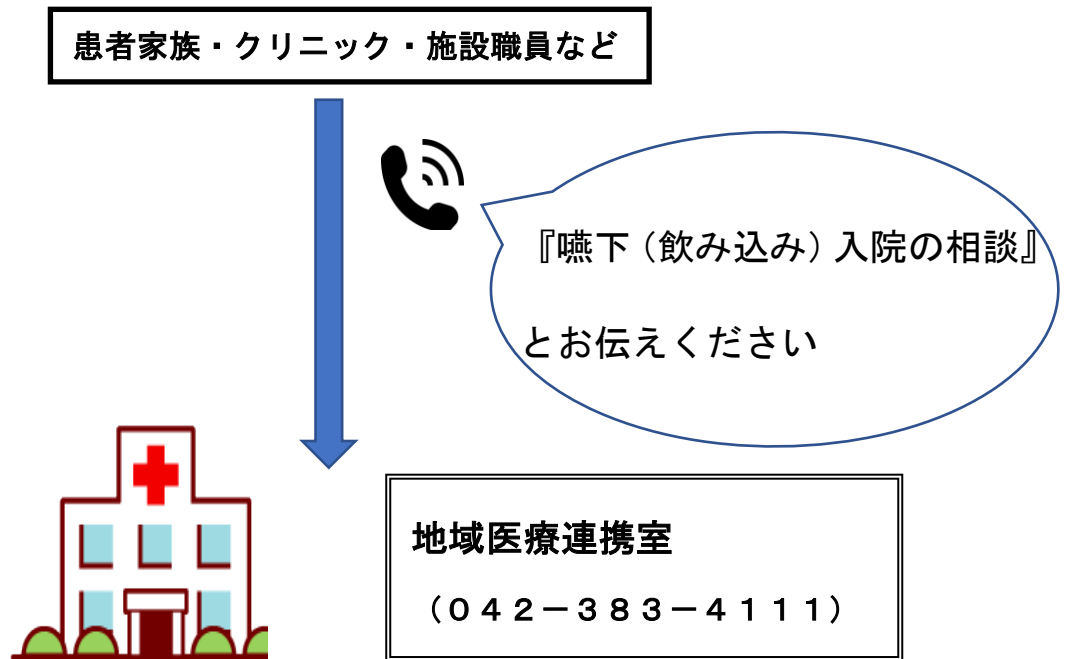 患者家族・クリニック・施設職員など
『嚥下（飲み込み）入院の相談』
とお伝えください
地域医療連携室
（０４２－３８３－４１１１）